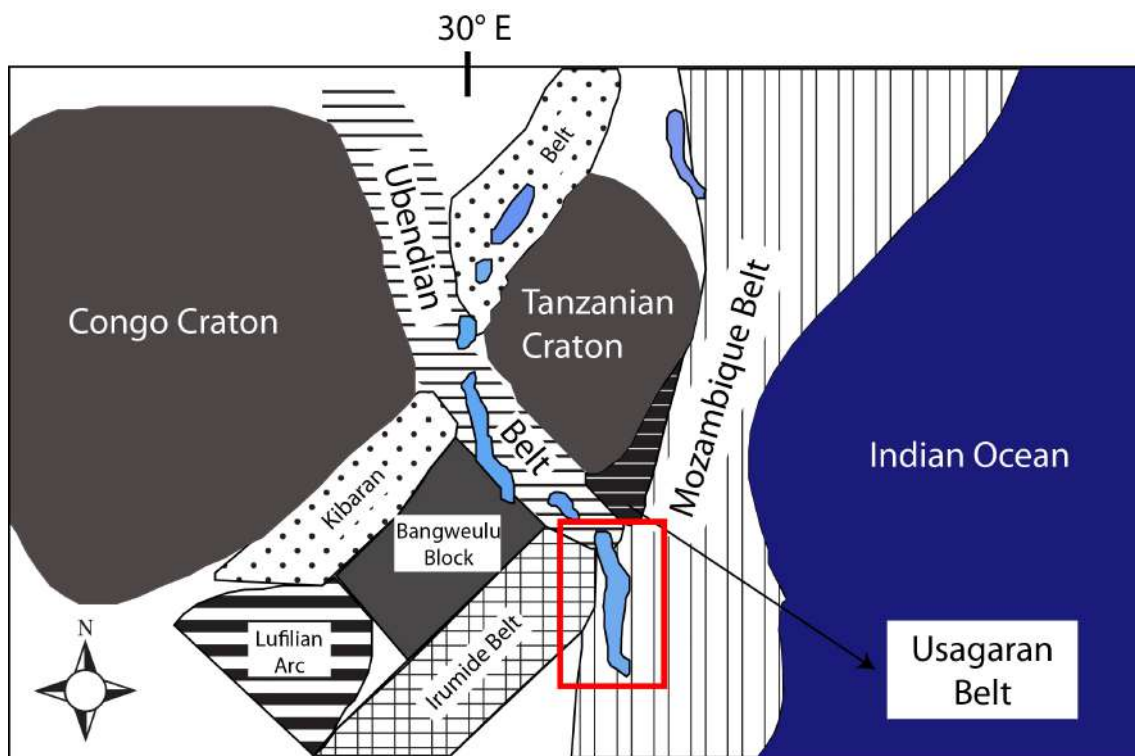 30° E
Belt
Ubendian
Tanzanian
Craton
Congo Craton
Mozambique Belt
Belt
Indian Ocean
Kibaran
Bangweulu
Block
N
Lufilian
Arc
Irumide Belt
Usagaran
Belt